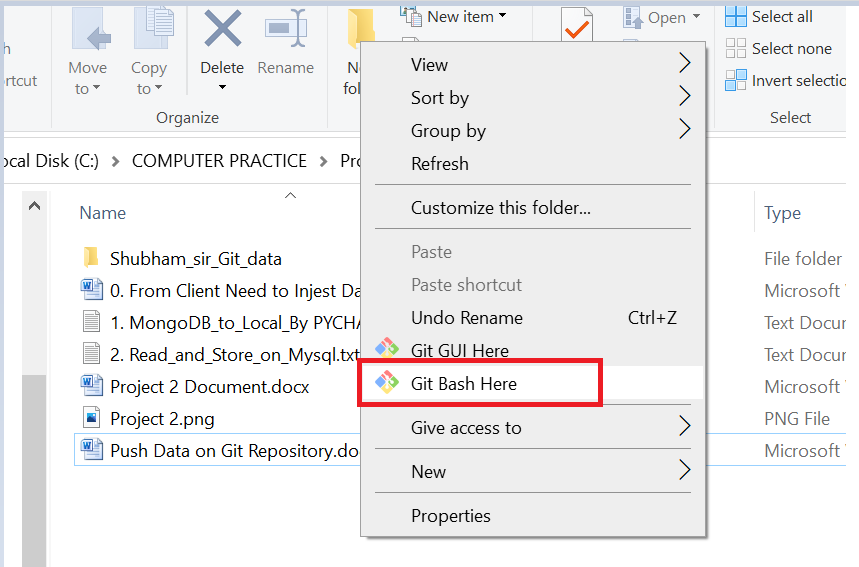 New item
Open
Select all
Move to
Copy to
Delete
Rename
Select none
Invert selectio
rtcut
Organize
Select
ocal Disk (C:) > COMPUTER PRACTICE >
Name
Type
Shubham_sir_Git_data
File folder
0. From Client Need to Injest Da
Microsoft
1. MongoDB_to_Local_By PYCHA
Text Docu
2. Read_and_Store_on_Mysql.txt
Text Docu
Project 2 Document.docx
Microsoft
Project 2.png
PNG File
Push Data on Git Repository.do
Microsoft
View
Sort by
Group by
Refresh
Customize this folder...
Paste
Paste shortcut
Undo Rename Ctrl+Z
Git GUI Here
Git Bash Here
Give access to
New
Properties